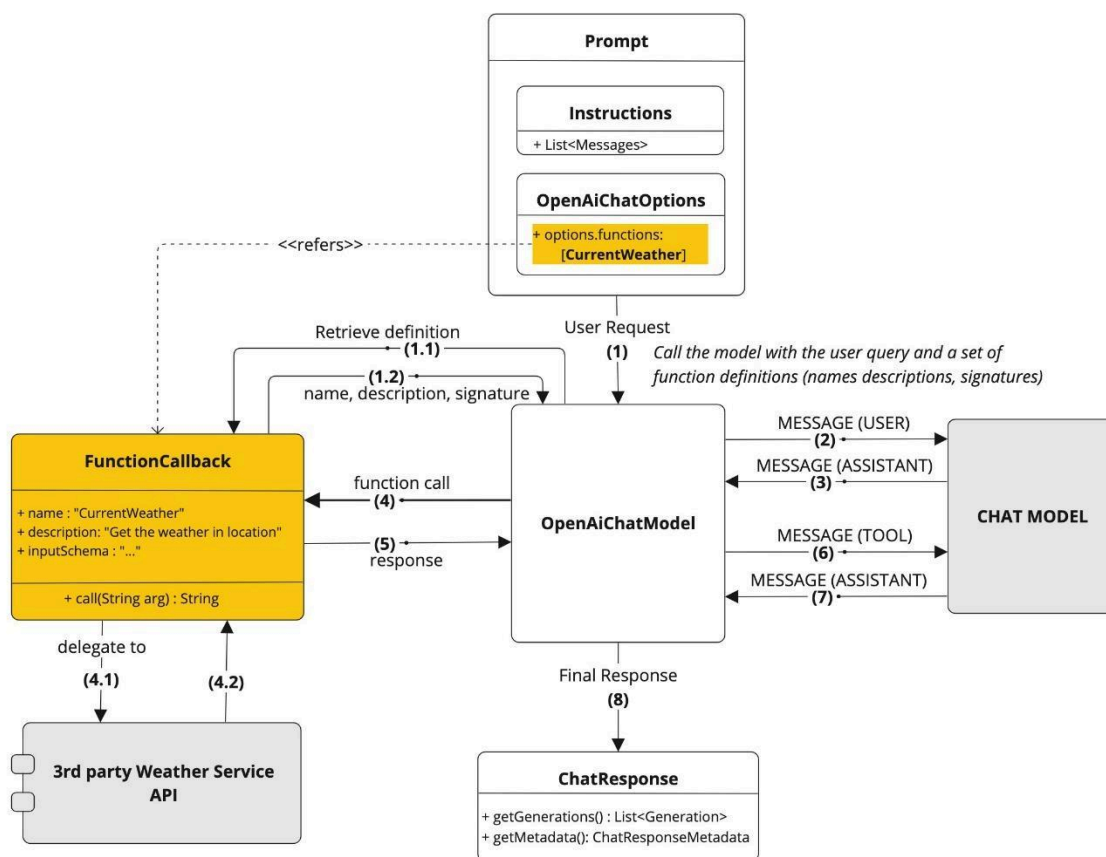 Prompt
Instructions
+ List<Messages>
OpenAiChatOptions
+ options.functions:
[CurrentWeather]
<<refers>>
User Request
(1)
Call the model with the user query and a set of
function definitions (names descriptions, signatures)
Retrieve definition
(1.1)
(1.2)
name, description, signature
FunctionCallback
+ name : "CurrentWeather"
+ description: "Get the weather in location"
+ inputSchema : "..."
+ call(String arg) : String
function call
(4)
(5)
response
OpenAiChatModel
MESSAGE (USER)
(2)
MESSAGE (ASSISTANT)
(3)
MESSAGE (TOOL)
(6)
MESSAGE (ASSISTANT)
(7)
CHAT MODEL
delegate to
(4.1)
(4.2)
3rd party Weather Service
API
Final Response
(8)
ChatResponse
+ getGenerations() : List<Generation>
+ getMetadata(): ChatResponseMetadata